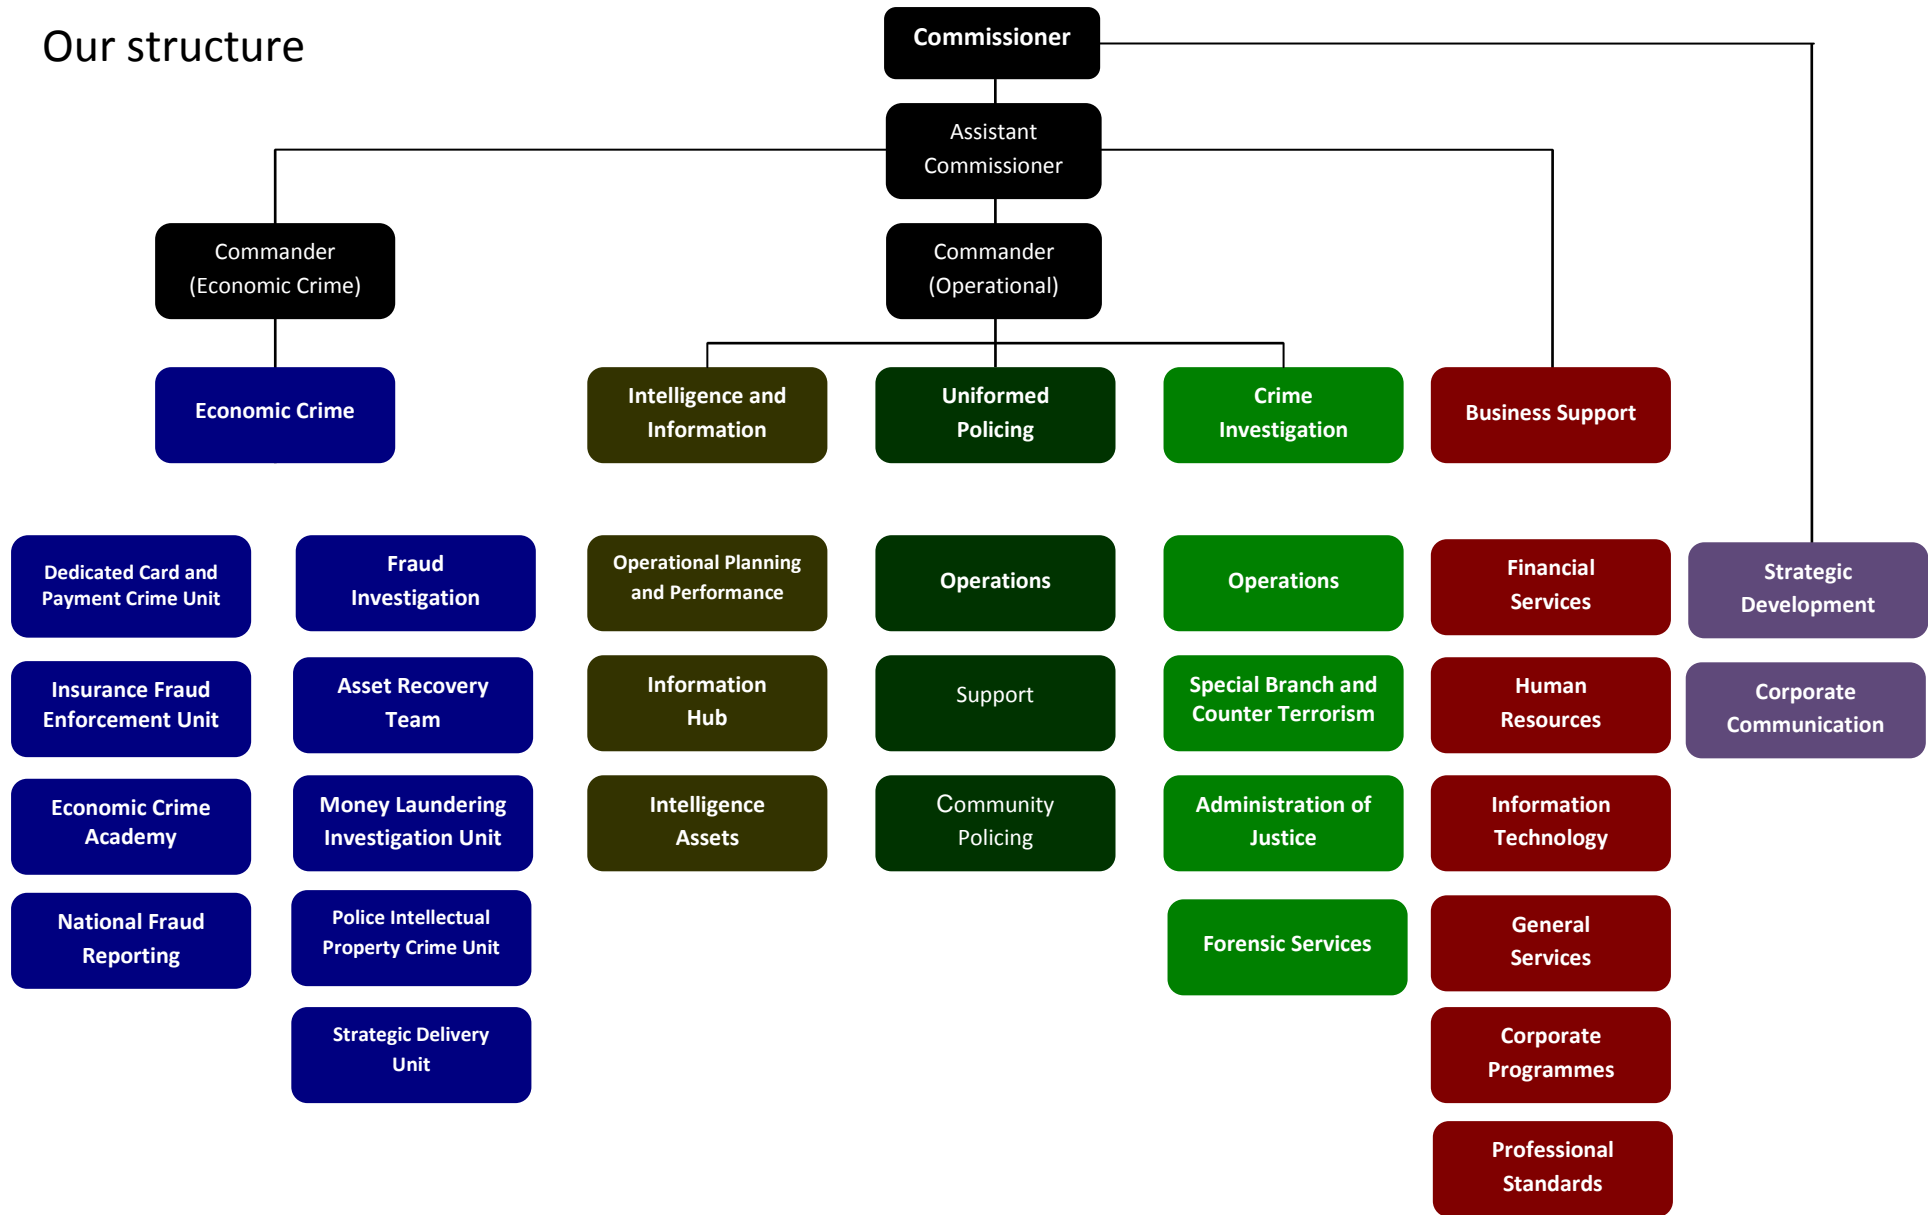 Our structure
Commissioner
Assistant
Commissioner
Commander
(Economic Crime)
Commander
(Operational)
Economic Crime
Intelligence and
Information
Uniformed
Policing
Crime
Investigation
Business Support
Dedicated Card and
Payment Crime Unit
Fraud
Investigation
Operational Planning
and Performance
Operations
Operations
Financial
Services
Strategic
Development
Insurance Fraud
Enforcement Unit
Asset Recovery
Team
Information
Hub
Support
Special Branch and
Counter Terrorism
Human
Resources
Corporate
Communication
Economic Crime
Academy
Money Laundering
Investigation Unit
Intelligence
Assets
Community
Policing
Administration of
Justice
Information
Technology
National Fraud
Reporting
Police Intellectual
Property Crime Unit
Forensic Services
General
Services
Strategic Delivery
Unit
Corporate
Programmes
Professional
Standards